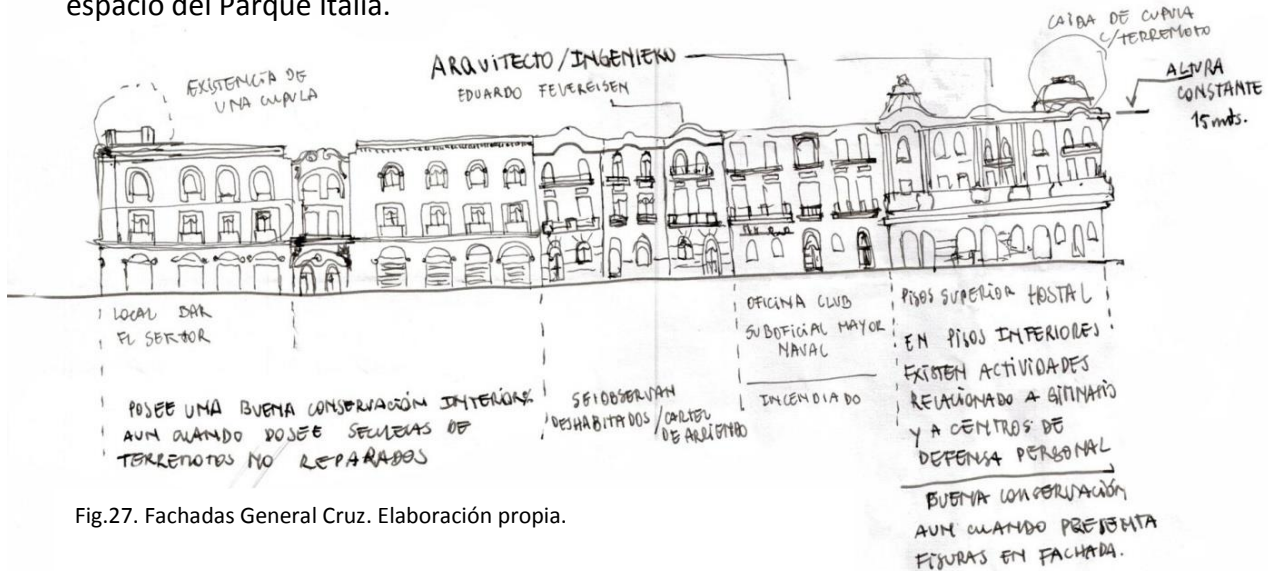 espacio del Parque Italia.
EXISTENCIA DE
UNA CUPULA
ARQUITECTO/INGENIERO
EDUARDO FEVEREISEN
CAIDA DE CUPULA
C/TERREMOTO
ALTURA
CONSTANTE
15 mts.
LOCAL BAR
EL
POSEE UNA BUENA CONSERVACIÓN INTERIOR
AUN CUANDO POSEE SECUELAS DE
TERREMOTOS NO REPARADOS
SE OBSERVAN
DESHABITADOS/CARTEL
DE ARRIENDO
OFICINA CLUB
SUBOFICIAL MAYOR
NAVAL
INCENDIADO
PISOS SUPERIOR HOSTAL
EN PISOS INFERIORES
EXISTEN ACTIVIDADES
RELACIONADO A GIMNASIO
Y A CENTROS DE
DEFENSA PERSONAL
BUENA CONSERVACIÓN
AUN CUANDO PRESENTA
FISURAS EN FACHADA.
Fig.27. Fachadas General Cruz. Elaboración propia.